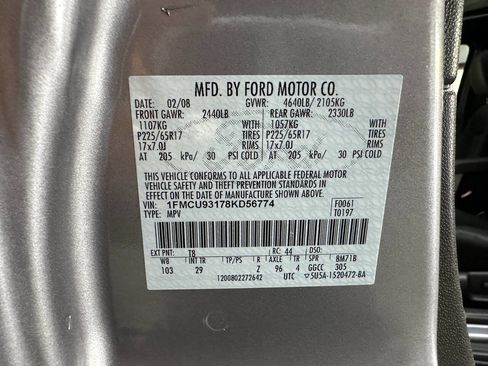 MFD. BY FORD MOTOR CO.
DATE: 02/08 GVWR: 4640LB/ 2105KG
FRONT GAWR: 2440LB REAR GAWR: 2330LB
1107KG WITH 1057KG WITH
P225/65R17 TIRES P225/65R17 TIRES
17x7.0J RIMS 17x7.0J RIMS
AT 205 kPa/ 30 PSI COLD AT 205 kPa/ 30 PSI COLD
THIS VEHICLE CONFORMS TO ALL APPLICABLE FEDERAL MOTOR
VEHICLE SAFETY AND THEFT PREVENTION STANDARDS IN
EFFECT ON THE DATE OF MANUFACTURE SHOWN ABOVE.
VIN: 1FMCU93178KD56774 F0061
TYPE: MPV T0197
EXT PNT: T8 RC: 44 DSO:
WB INT TR TP/PS R AXLE TR SPR 8M71B
103 29 Z 96 4 GGCC 305
1200802272642 UTC 5U5A-1520472-BA